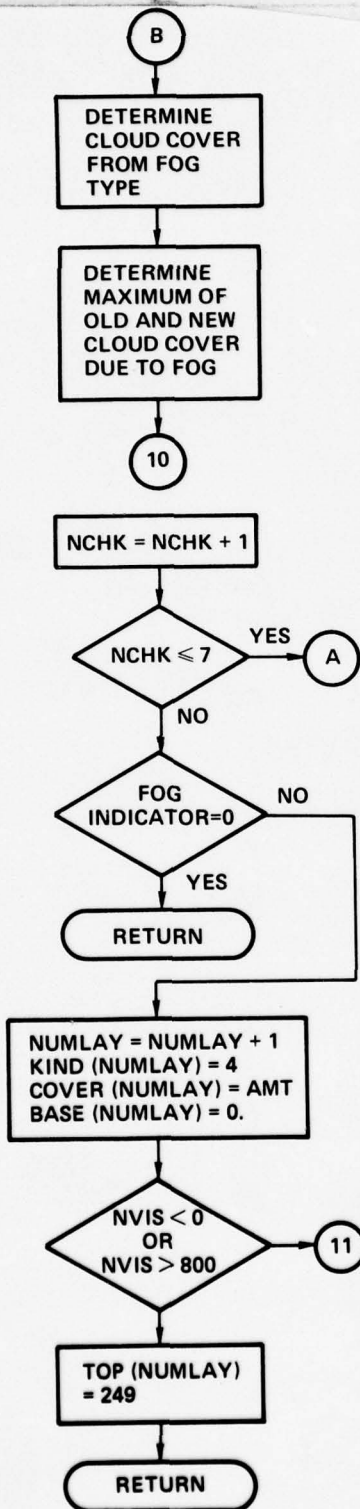 B
DETERMINE
CLOUD COVER
FROM FOG
TYPE
DETERMINE
MAXIMUM OF
OLD AND NEW
CLOUD COVER
DUE TO FOG
10
NCHK = NCHK + 1
NCHK ⩽ 7
YES
A
NO
FOG
INDICATOR=0
NO
YES
RETURN
NUMLAY = NUMLAY + 1
KIND (NUMLAY) = 4
COVER (NUMLAY) = AMT
BASE (NUMLAY) = 0.
NVIS < 0
OR
NVIS > 800
11
TOP (NUMLAY)
= 249
RETURN